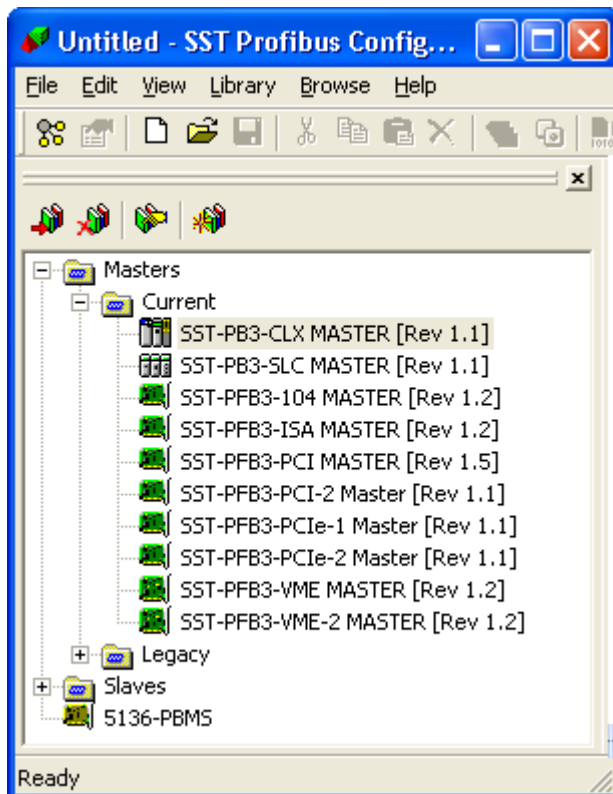 Untitled - SST Profibus Config...
File Edit View Library Browse Help
Masters
Current
SST-PB3-CLX MASTER [Rev 1.1]
SST-PB3-SLC MASTER [Rev 1.1]
SST-PFB3-104 MASTER [Rev 1.2]
SST-PFB3-ISA MASTER [Rev 1.2]
SST-PFB3-PCI MASTER [Rev 1.5]
SST-PFB3-PCI-2 Master [Rev 1.1]
SST-PFB3-PCIe-1 Master [Rev 1.1]
SST-PFB3-PCIe-2 Master [Rev 1.1]
SST-PFB3-VME MASTER [Rev 1.2]
SST-PFB3-VME-2 MASTER [Rev 1.2]
Legacy
Slaves
5136-PBMS
Ready